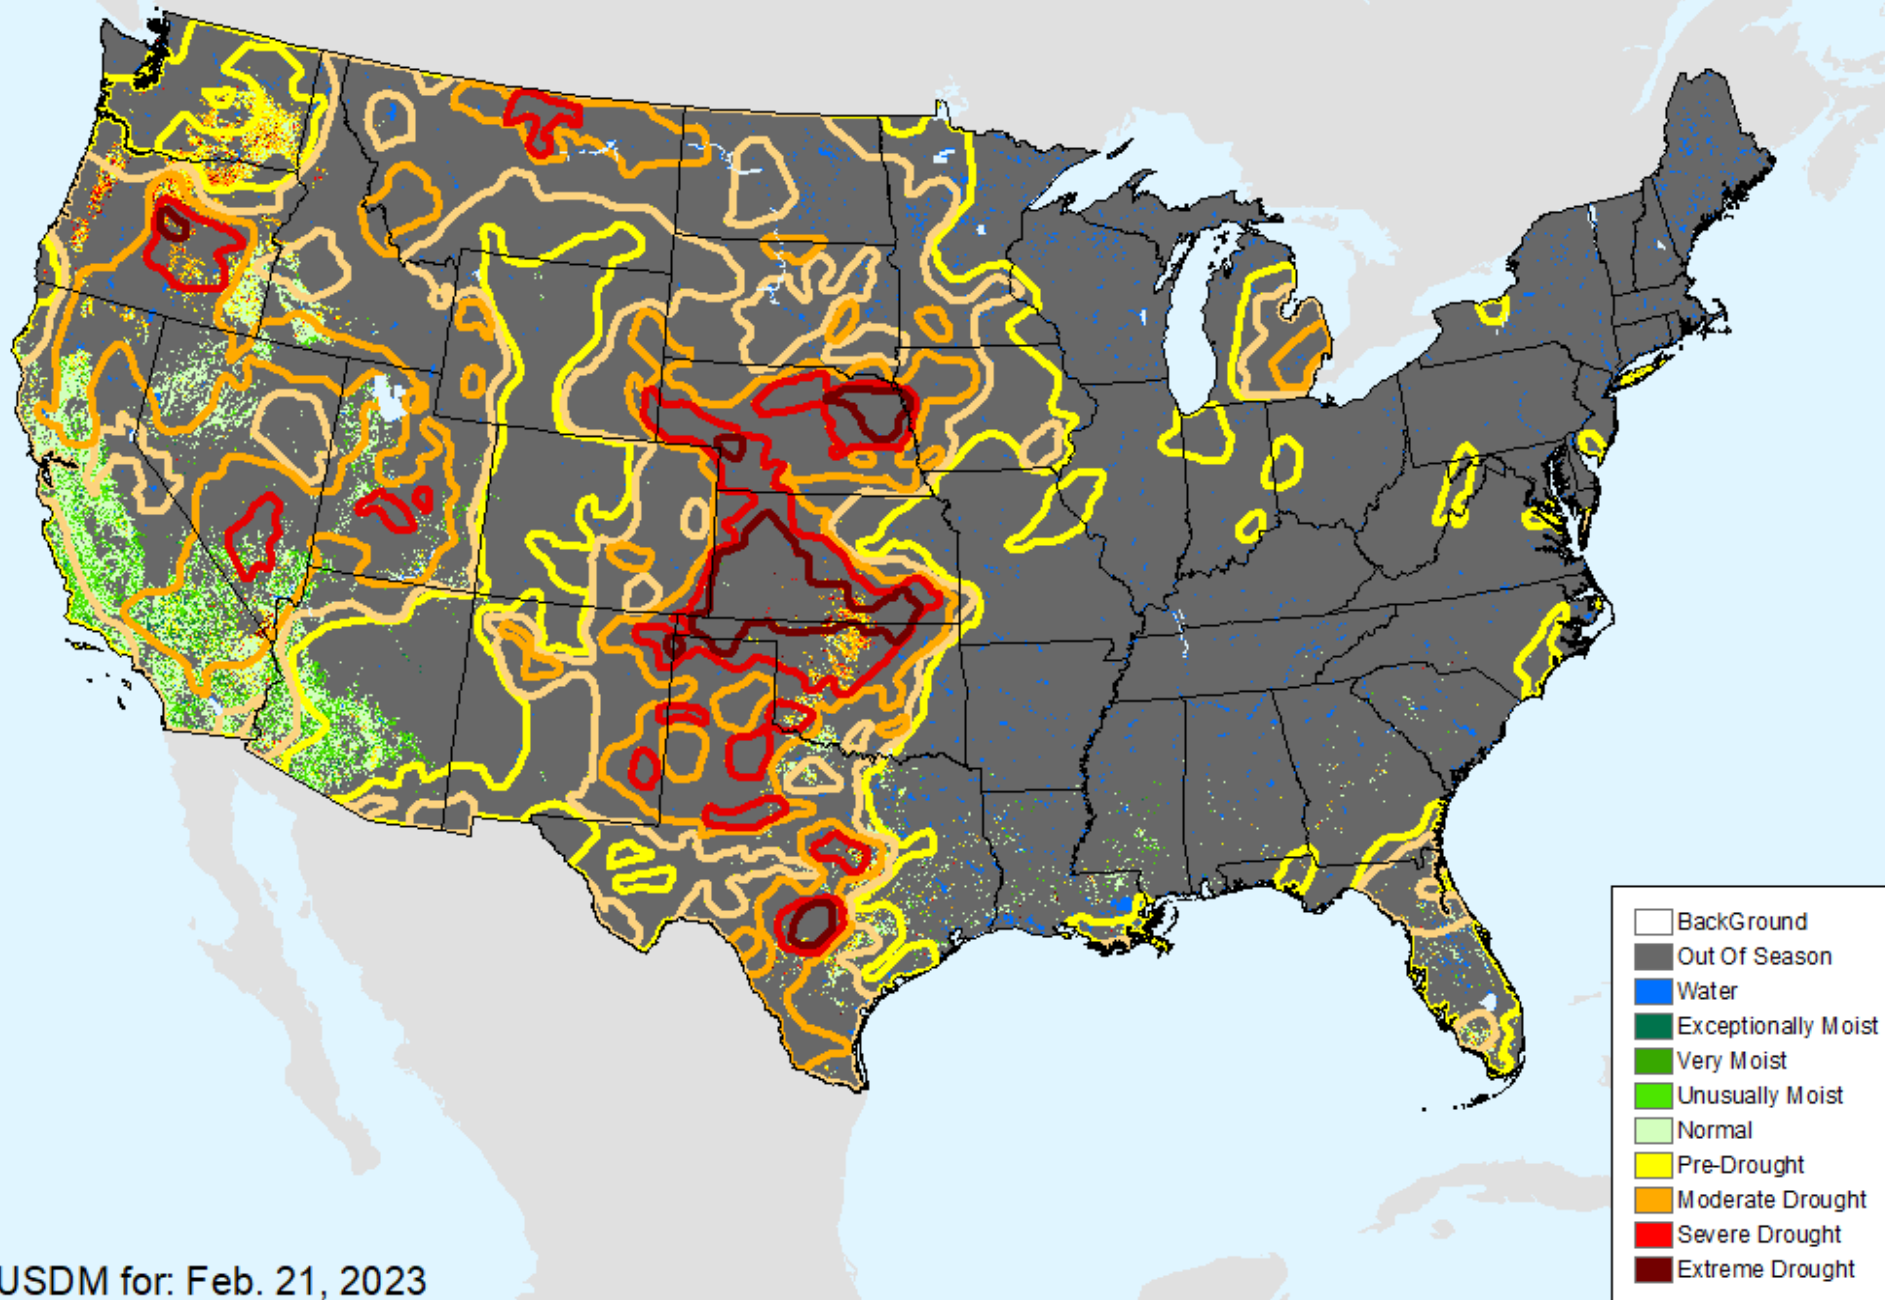 BackGround
Out Of Season
Water
Exceptionally Moist
Very Moist
Unusually Moist
Normal
Pre-Drought
Moderate Drought
Severe Drought
Extreme Drought
USDM for: Feb. 21, 2023